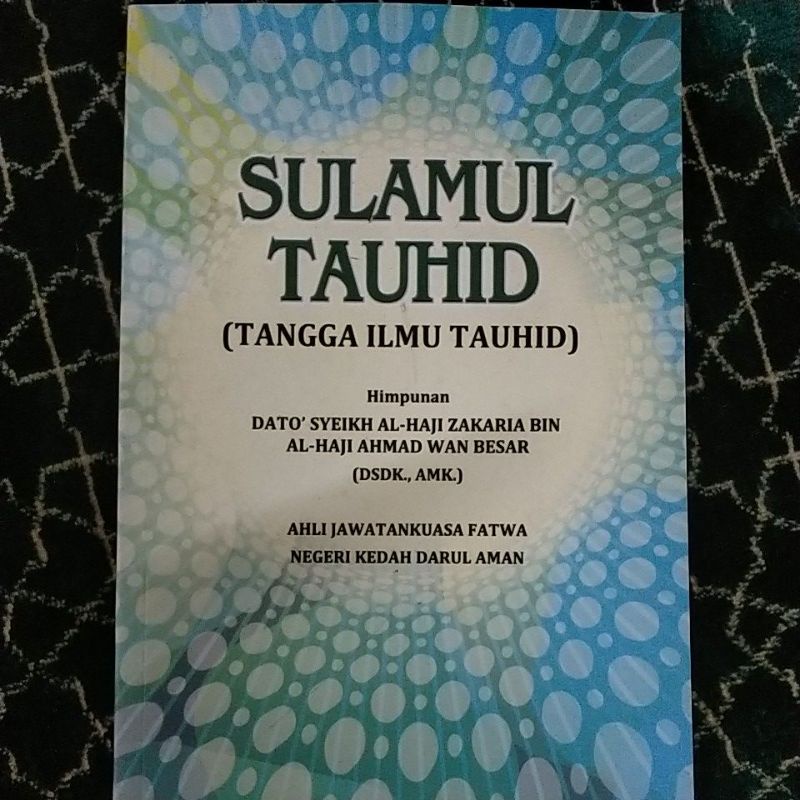 SULAMUL
TAUHID
(TANGGA ILMU TAUHID)
Himpunan
DATO' SYEIKH AL-HAJI ZAKARIA BIN
AL-HAJI AHMAD WAN BESAR
(DSDK., AMK.)
AHLI JAWATANKUASA FATWA
NEGERI KEDAH DARUL AMAN